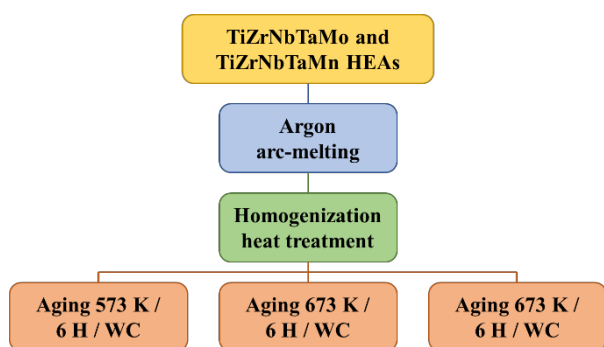 TiZrNbTaMo and
TiZrNbTaMn HEAs
Argon
arc-melting
Homogenization
heat treatment
Aging 573 K /
6 H / WC
Aging 673 K /
6 H / WC
Aging 673 K /
6 H / WC